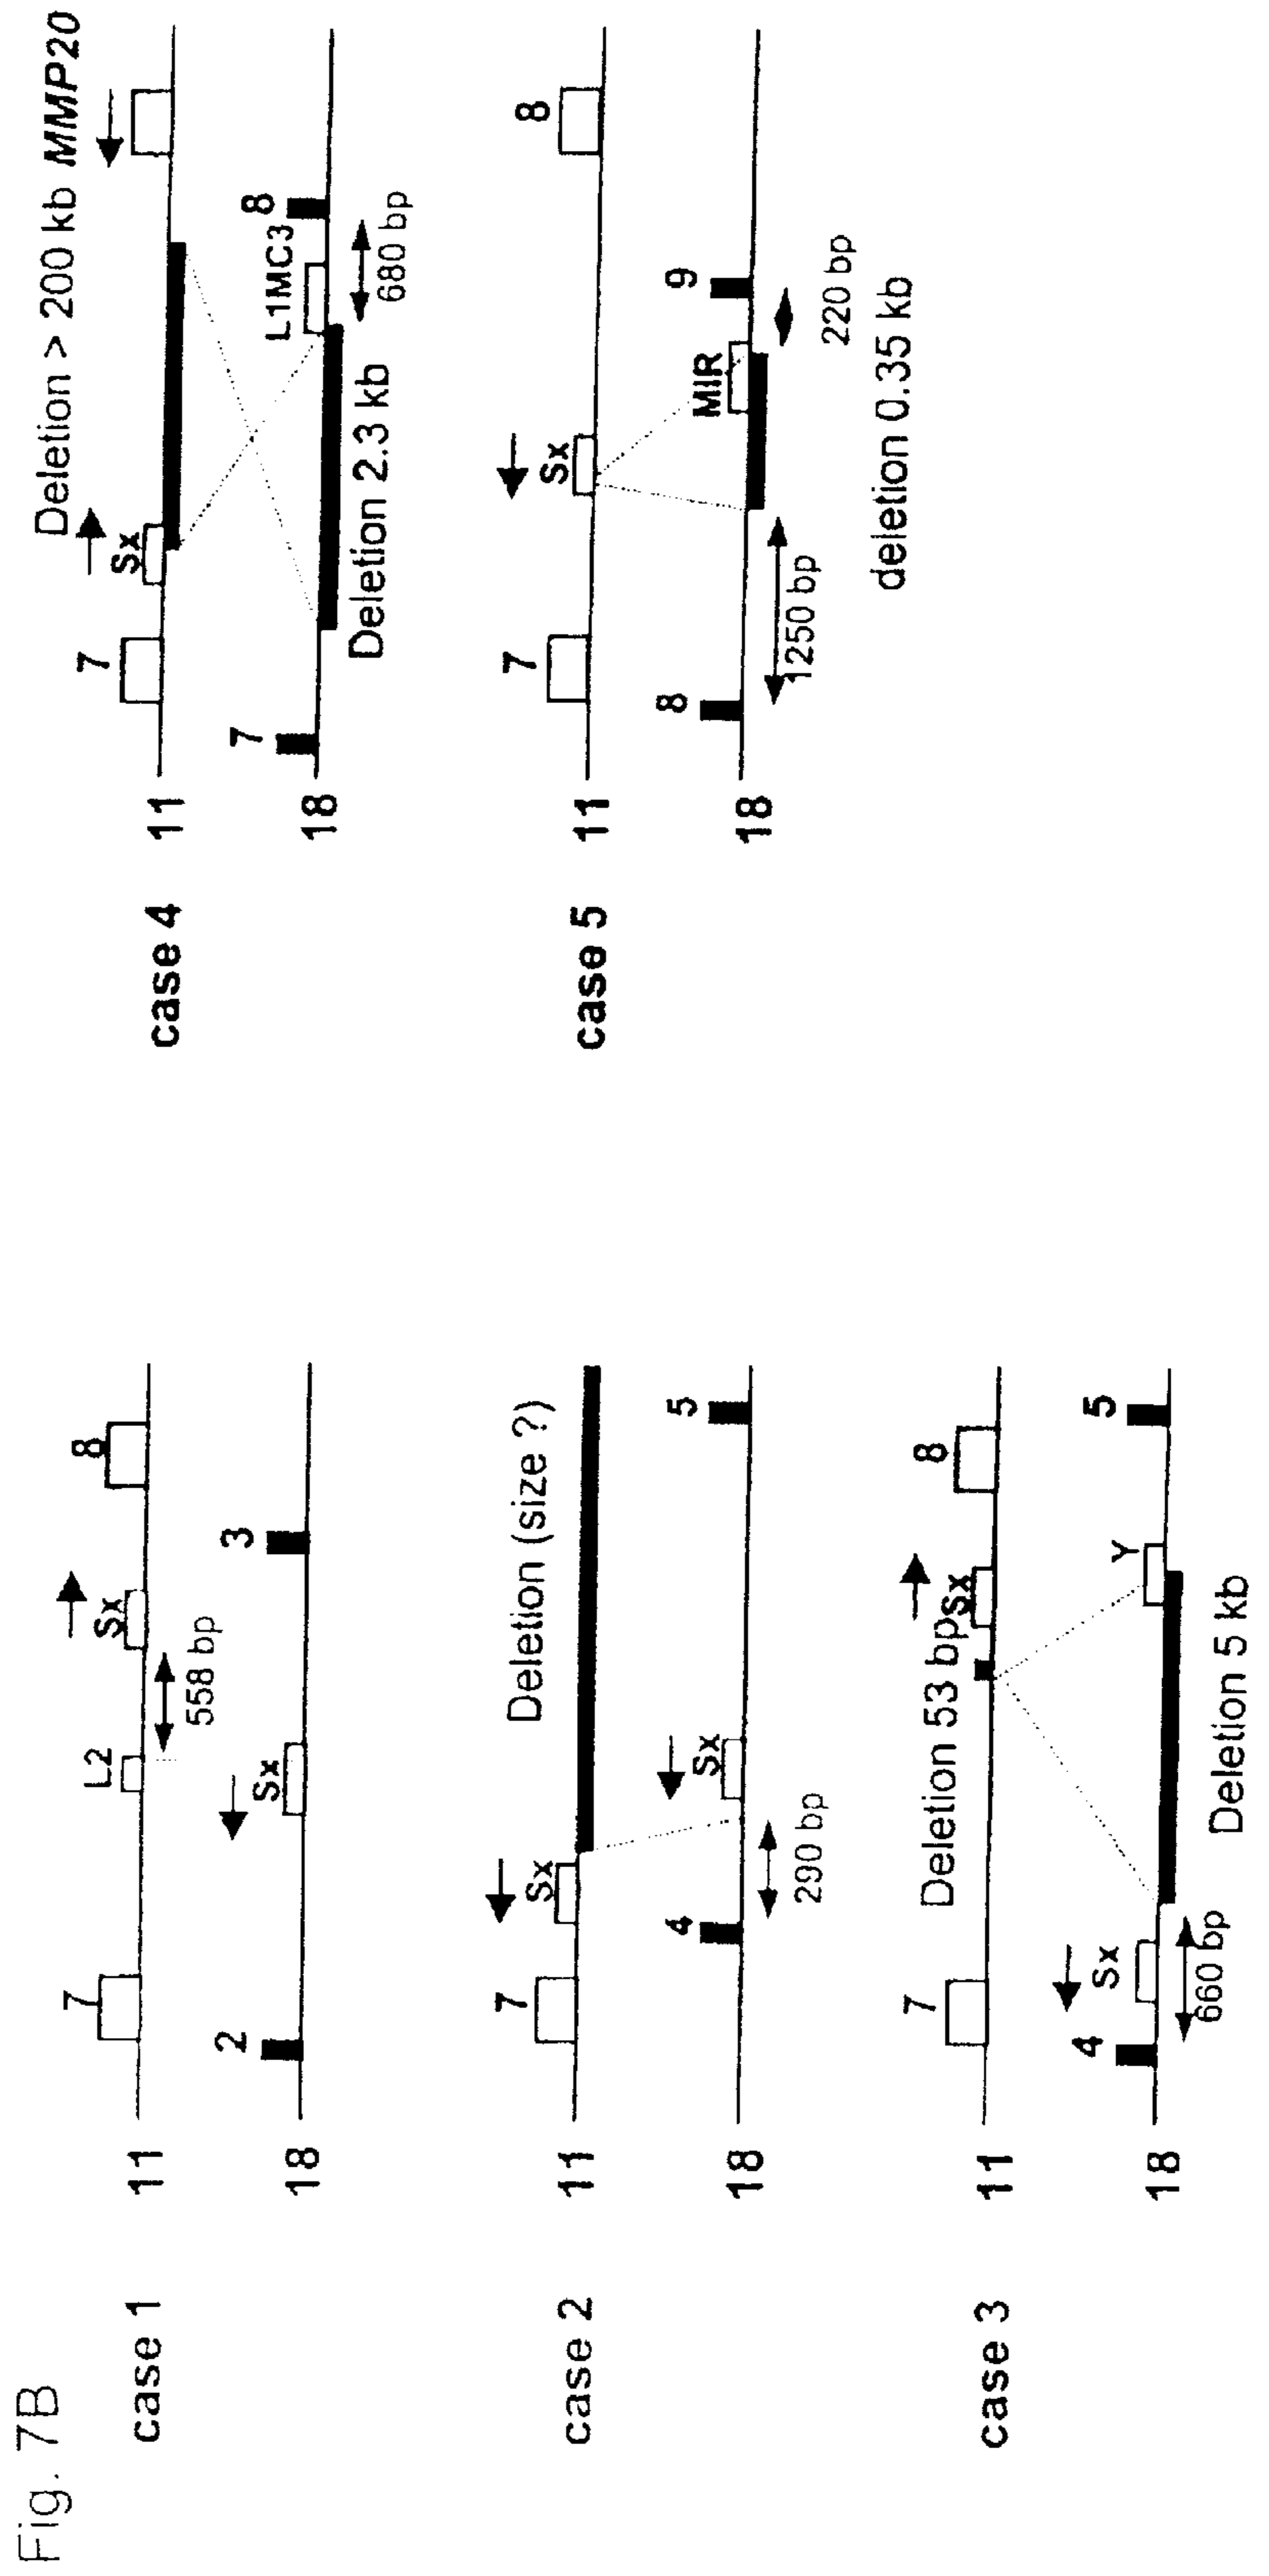 Fig. 7B
case 1
11
7
L2
Sx
8
558 bp
18
2
Sx
3
case 2
11
7
Sx
Deletion (size ?)
18
4
Sx
5
290 bp
case 3
11
7
Deletion 53 bp
Sx
8
18
4
Sx
Y
5
660 bp
Deletion 5 kb
case 4
Deletion > 200 kb MMP20
11
7
Sx
18
7
L1MC3
8
Deletion 2.3 kb
680 bp
case 5
11
7
Sx
8
18
8
MIR
9
1250 bp
220 bp
deletion 0.35 kb